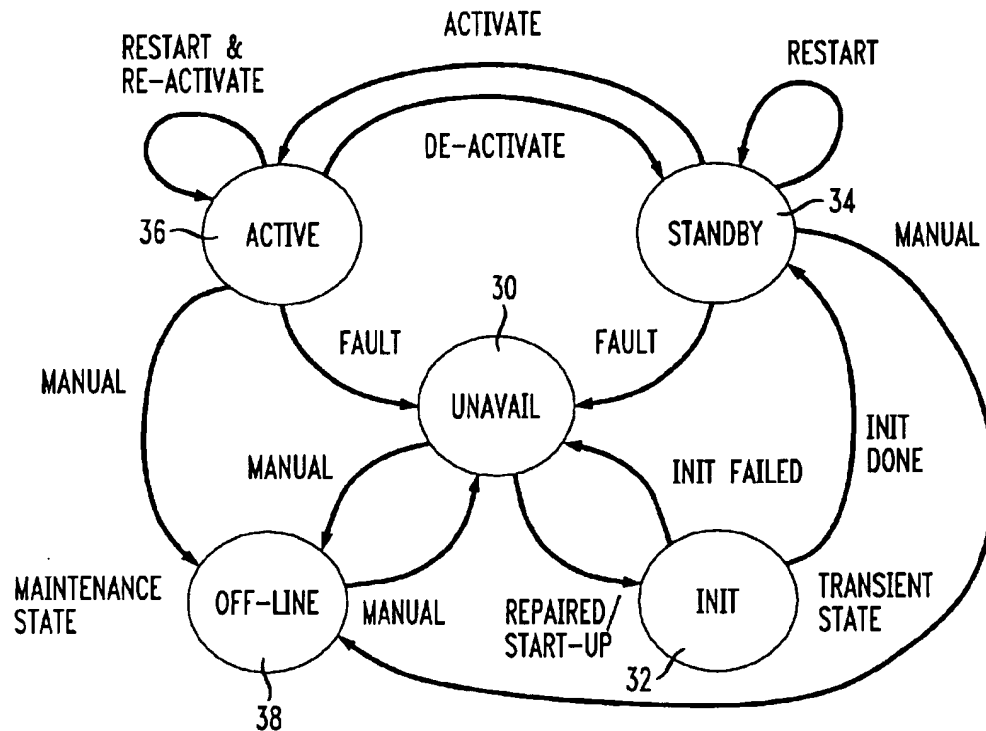 ACTIVATE
RESTART &
RE-ACTIVATE
RESTART
DE-ACTIVATE
36
ACTIVE
STANDBY
34
MANUAL
30
FAULT
FAULT
MANUAL
UNAVAIL
INIT
DONE
MANUAL
INIT FAILED
MAINTENANCE
STATE
OFF-LINE
MANUAL
REPAIRED/
START-UP
INIT
TRANSIENT
STATE
32
38